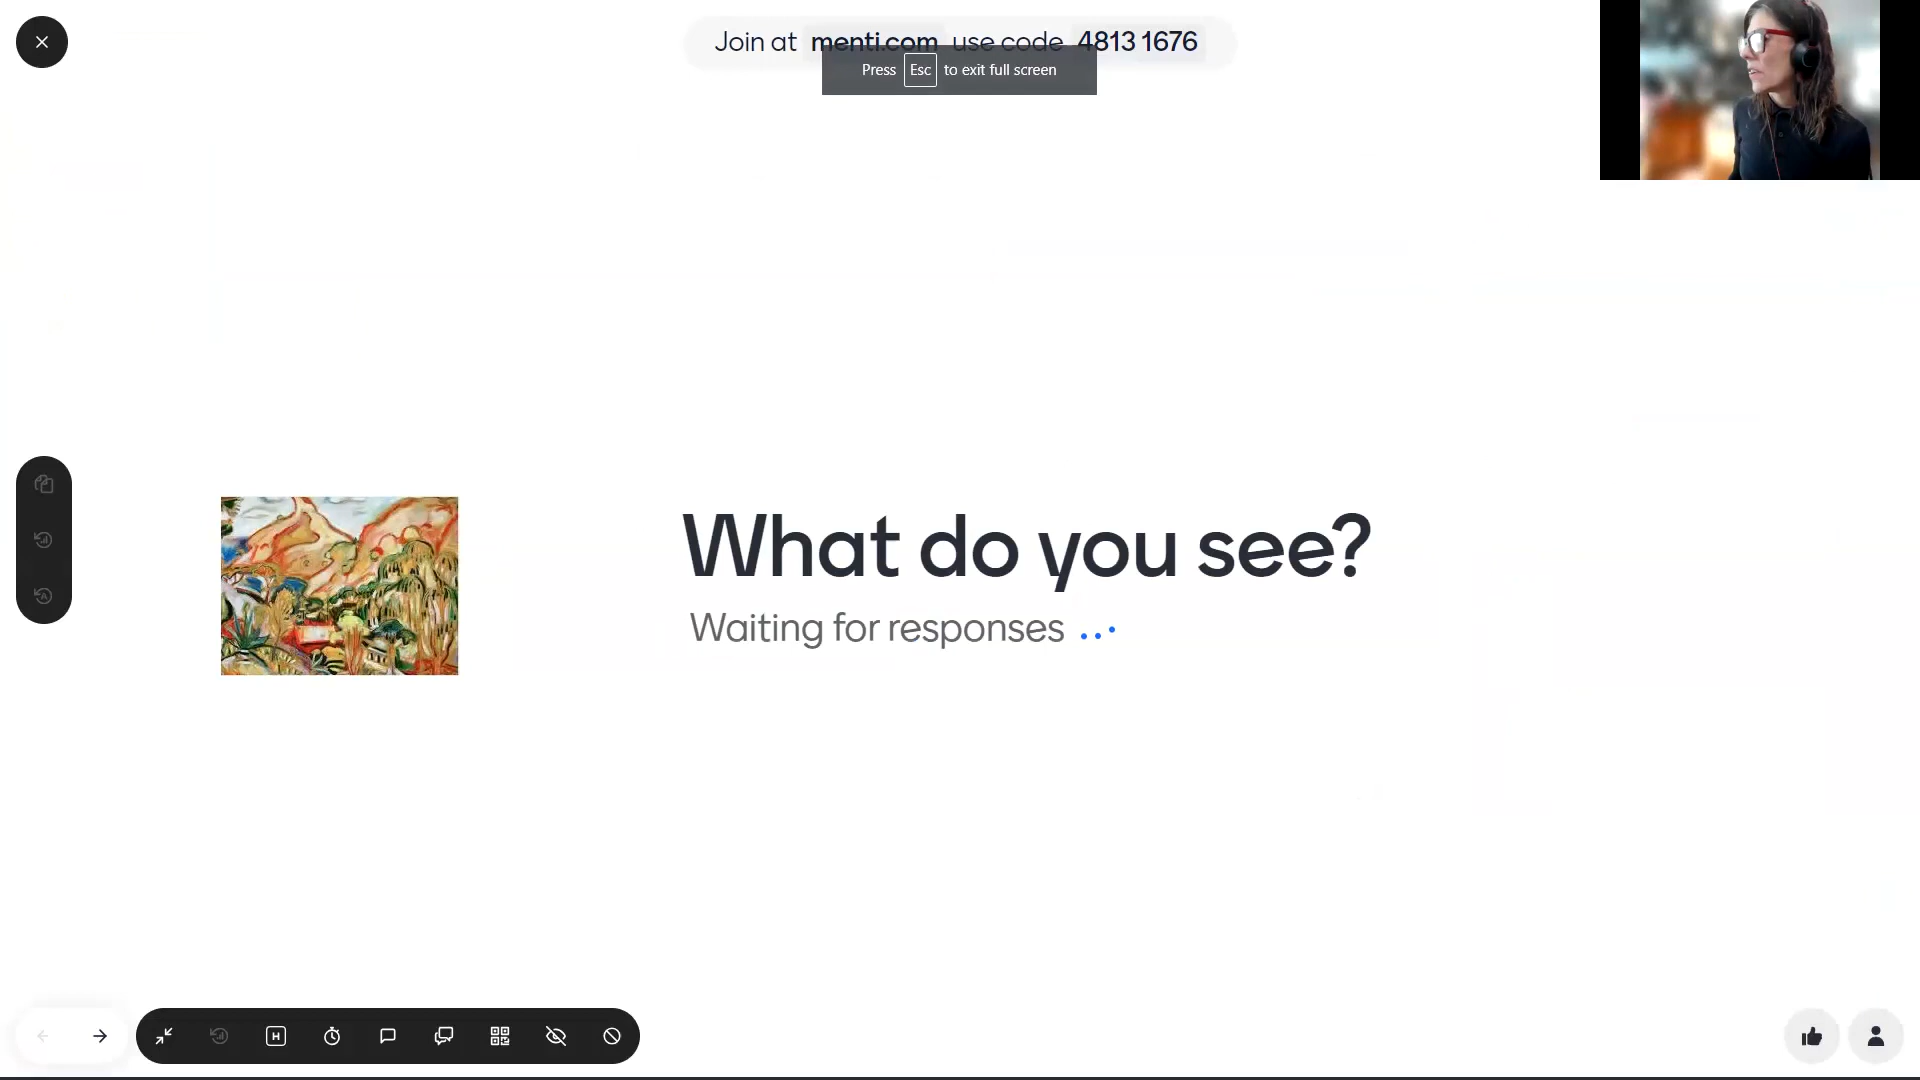 Join at menti.com use code 4813 1676
Press Esc to exit full screen
What do you see?
Waiting for responses
H